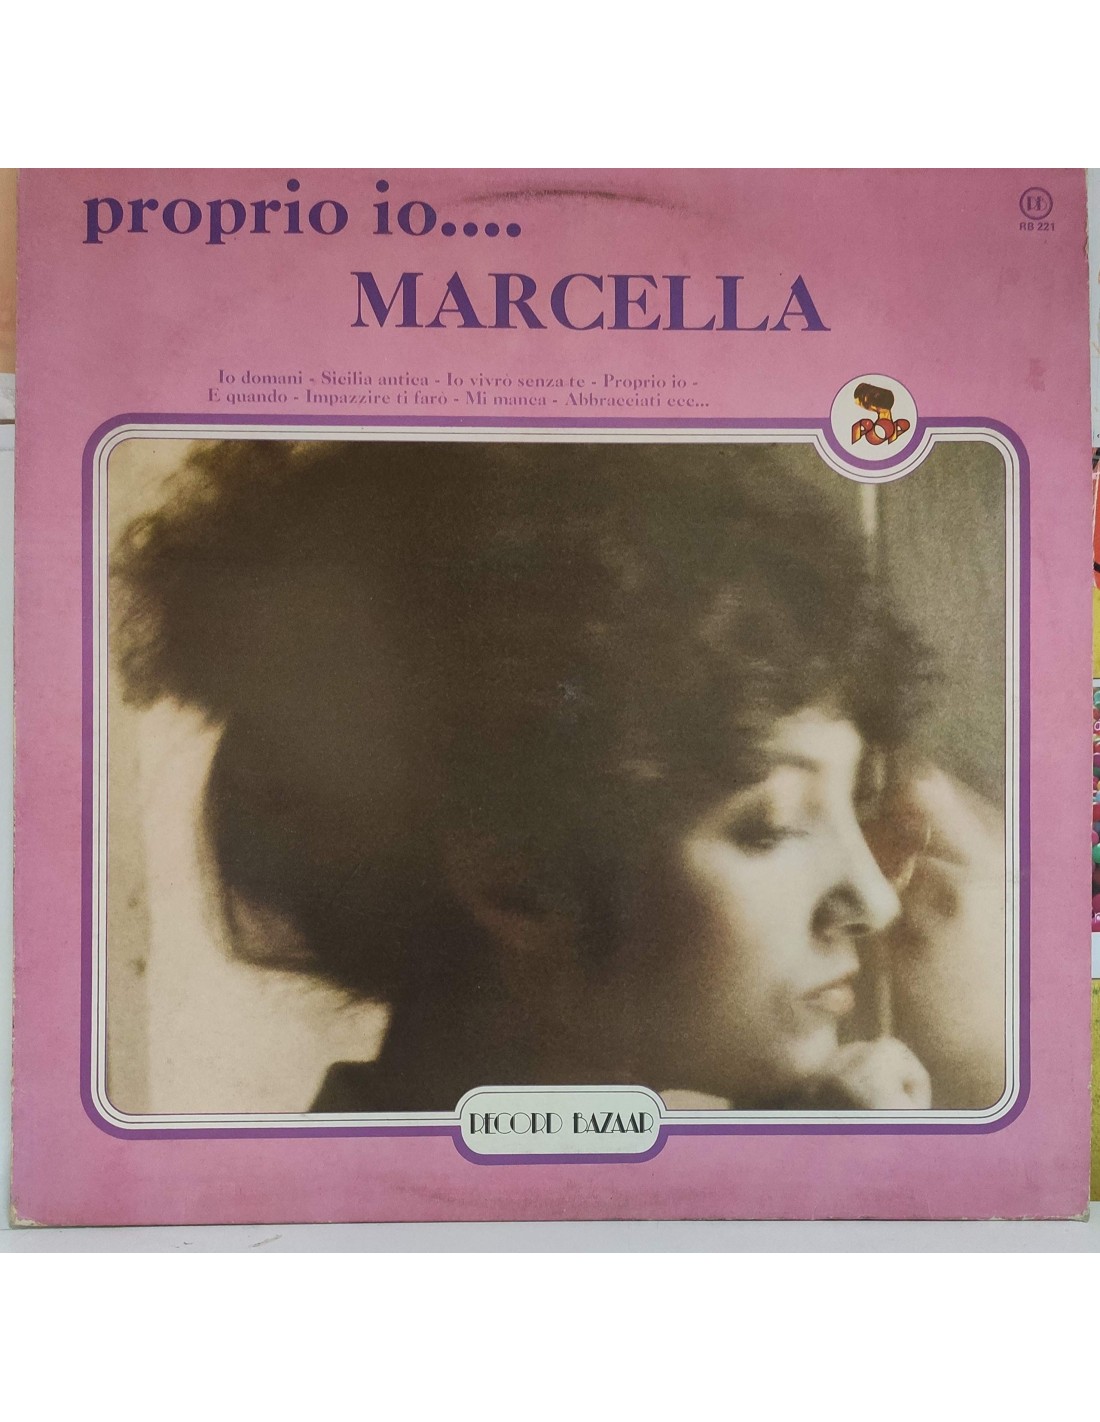 proprio io....
RB
RB 221
MARCELLA
Io domani - Sicilia antica - Io vivrò senza te - Proprio io -
E quando - Impazzire ti farò - Mi manca - Abbracciati ecc...
POP
RECORD BAZAAR